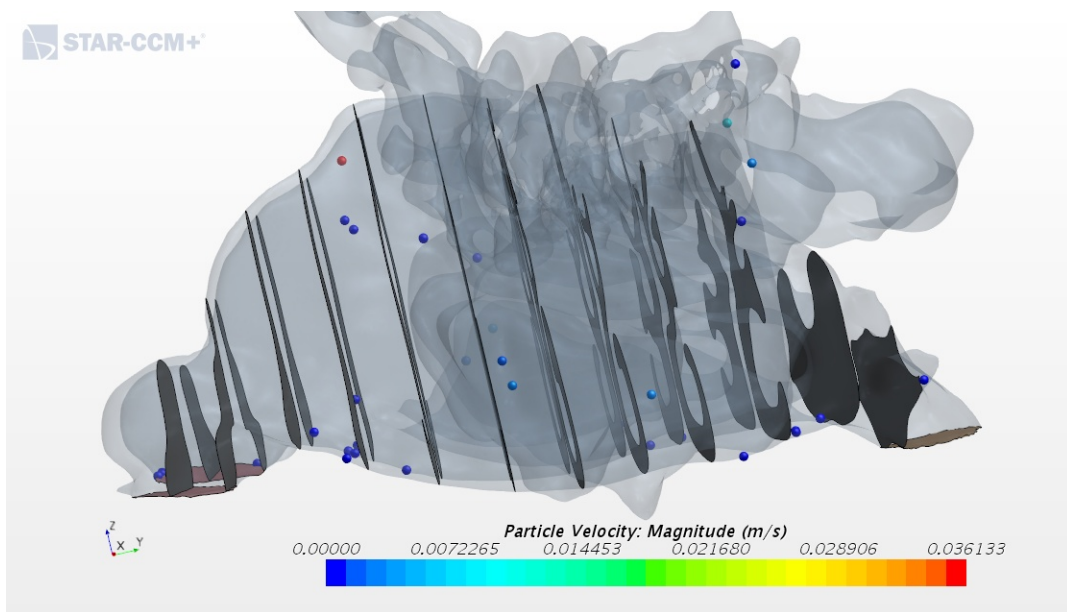 STAR-CCM+
Z
X Y
Particle Velocity: Magnitude (m/s)
0.00000 0.0072265 0.014453 0.021680 0.028906 0.036133